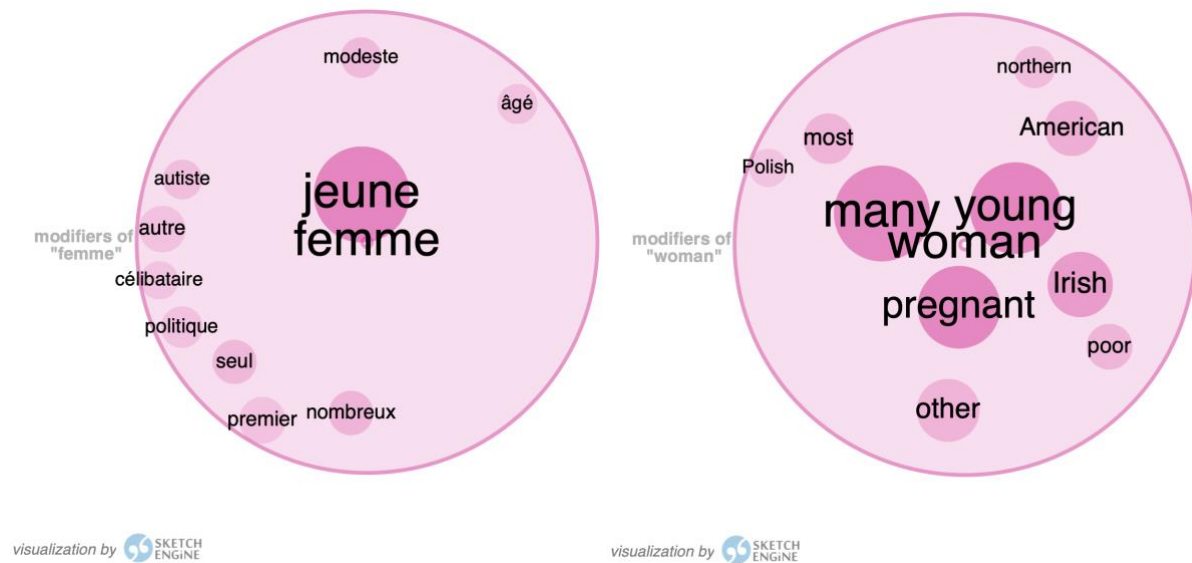 modeste
âgé
jeune
femme
autiste
autre
modifiers of
"femme"
célibataire
politique
seul
premier
nombreux
visualization by SKETCH
ENGINE
northern
American
most
Polish
many
young
woman
modifiers of
"woman"
pregnant
Irish
poor
other
visualization by SKETCH
ENGINE